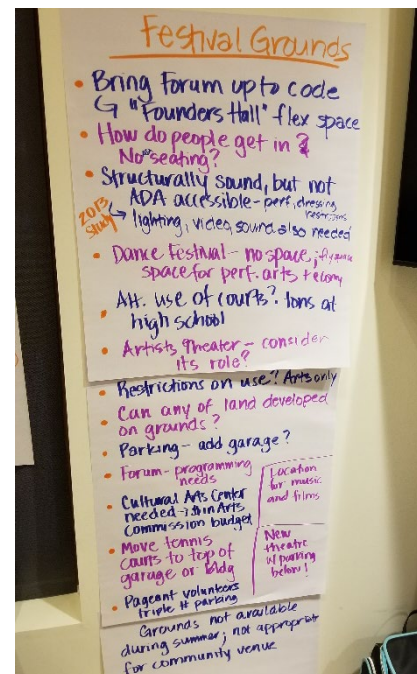 Festival Grounds
• Bring Forum up to code
G "Founders Hall" flex space
• How do people get in?
No seating?
• Structurally sound, but not
ADA accessible - perf, dressing, restrooms
2013 Study → lighting, video, sound also needed
• Dance Festival - no space;
space for perf. arts +
• Alt. use of courts? tons at
high school
• Artists theater - consider
its role?
• Restrictions on use? Arts only
• Can any of land developed
on grounds?
• Parking - add garage?
• Forum - programming
needs
• Cultural Arts Center
needed → in Arts
Commission budget
• Move tennis
courts to top of
garage or bldg
• Pageant volunteers
triple # parking
Location
for music
and films
New
theatre
w/ parking
below!
Grounds not available
during summer; not appropriat
for community venue